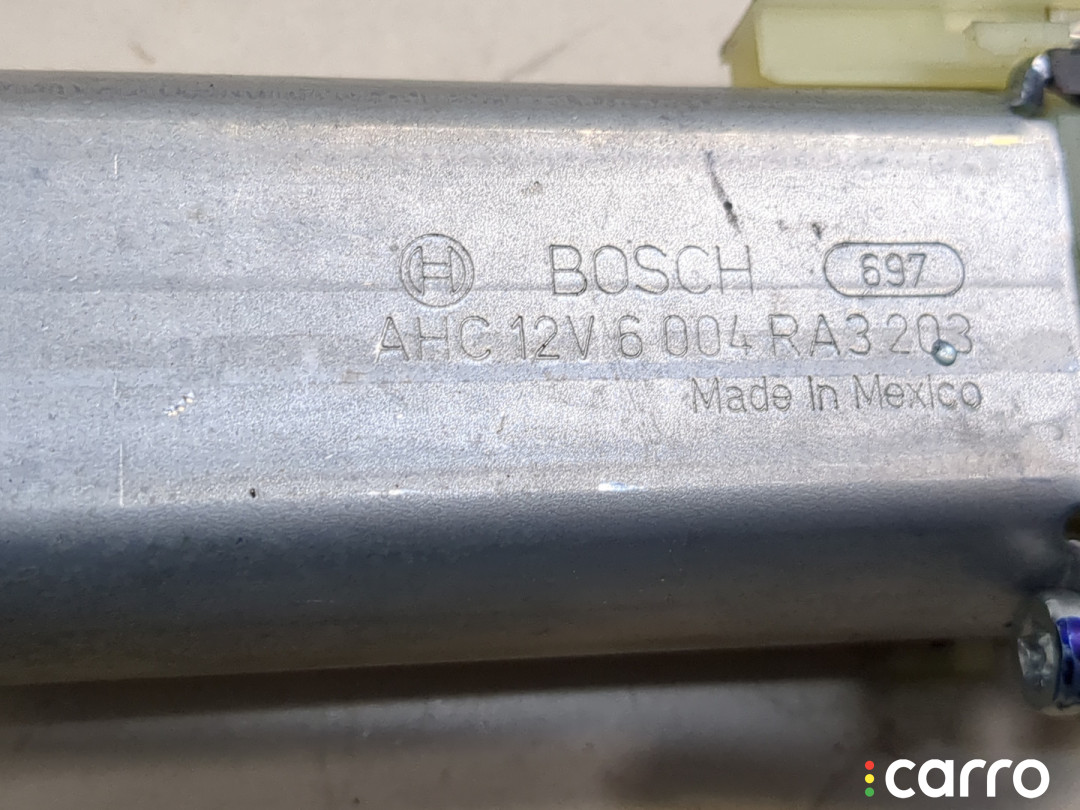 BOSCH 697
AHC 12V 6 004 RA3 203
Made In Mexico
carro